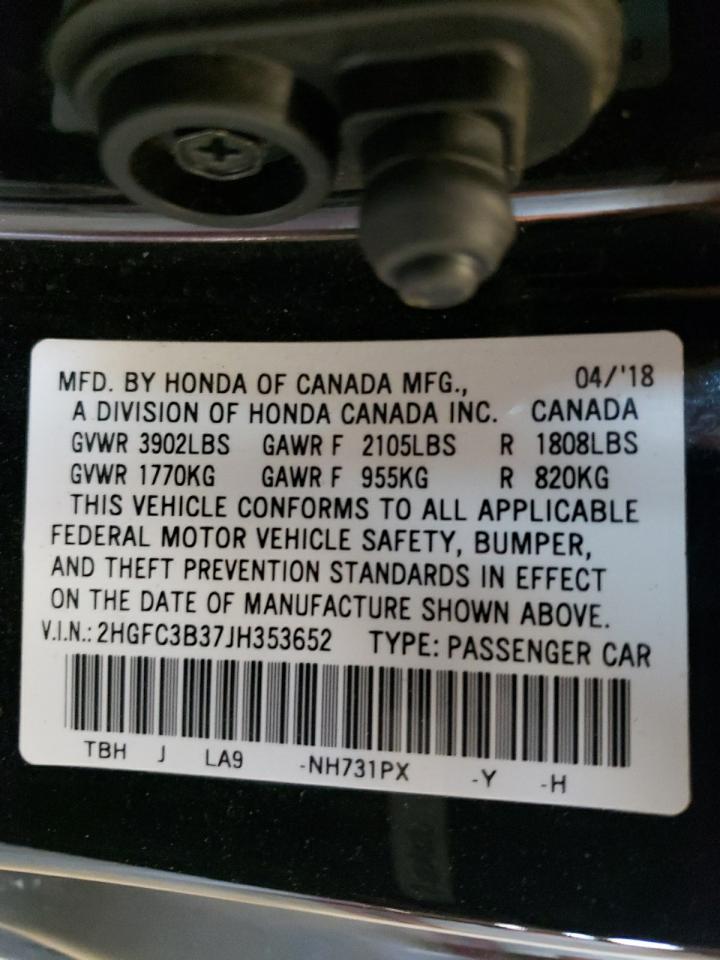 MFD. BY HONDA OF CANADA MFG., 04/'18
A DIVISION OF HONDA CANADA INC. CANADA
GVWR 3902LBS GAWR F 2105LBS R 1808LBS
GVWR 1770KG GAWR F 955KG R 820KG
THIS VEHICLE CONFORMS TO ALL APPLICABLE
FEDERAL MOTOR VEHICLE SAFETY, BUMPER,
AND THEFT PREVENTION STANDARDS IN EFFECT
ON THE DATE OF MANUFACTURE SHOWN ABOVE.
V.I.N.: 2HGFC3B37JH353652 TYPE: PASSENGER CAR
TBH J LA9 -NH731PX -Y -H